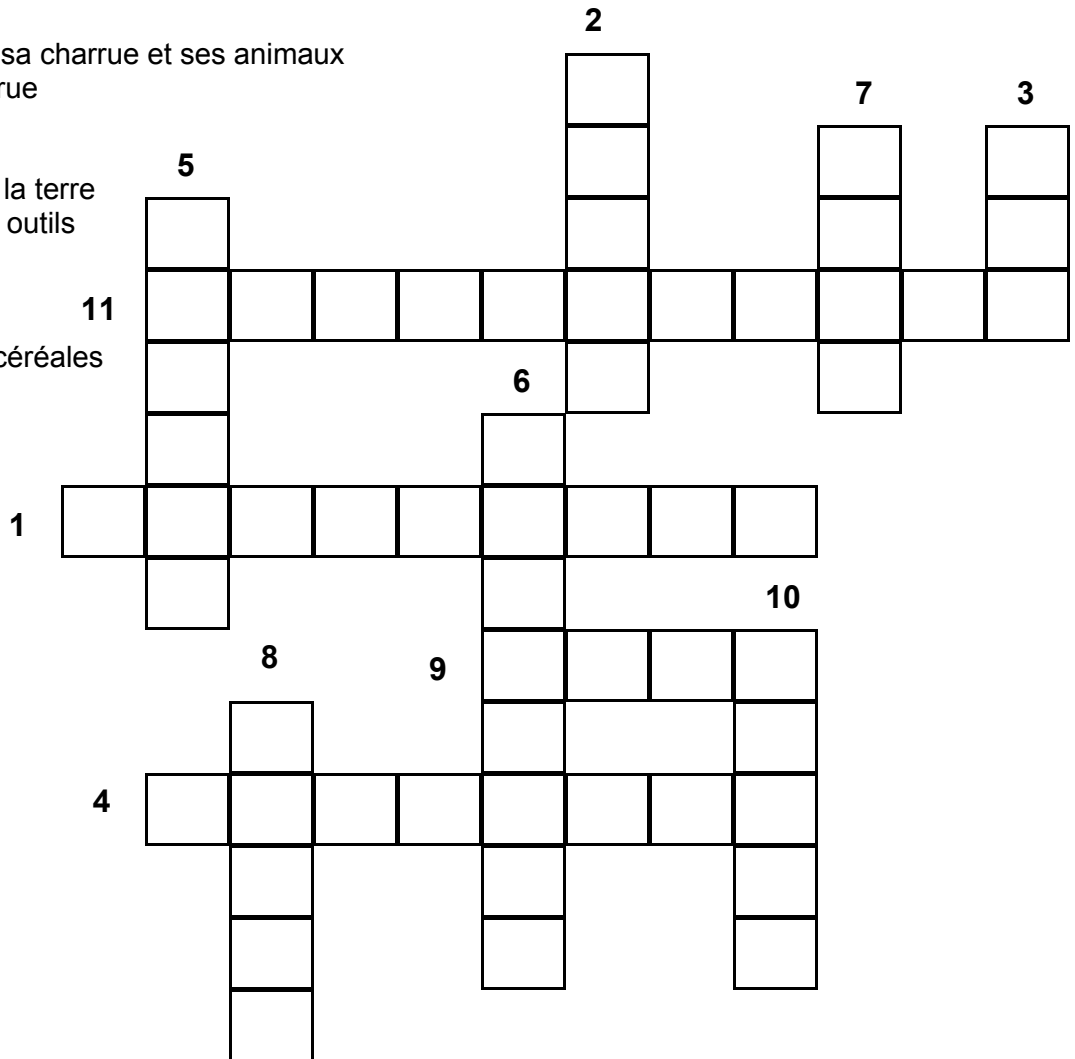 2
sa charrue et ses animaux
rue
7 3
5
la terre
outils
11
céréales
6
1
10
8 9
4